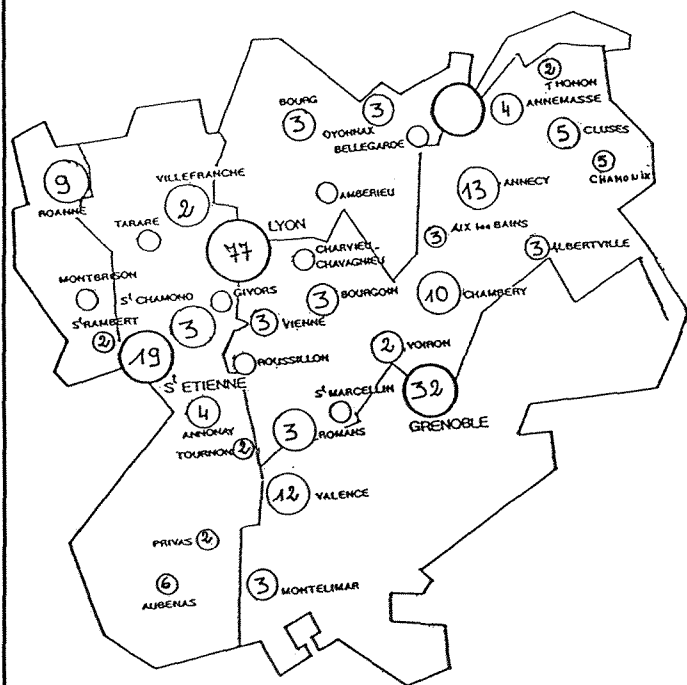 2
THONON
BOURG
3
OYONNAX
3
BELLEGARDE
4
ANNEMASSE
5
CLUSES
5
CHAMONIX
9
ROANNE
VILLEFRANCHE
2
AMBERIEU
13
ANNECY
TARARE
LYON
77
AIX les BAINS
3
3
ALBERTVILLE
CHARVIEU-
CHAVAGNIEU
MONTBRISON
St CHAMOND
3
GIVORS
3
BOURGOIN
10
CHAMBERY
St RAMBERT
2
3
VIENNE
19
St ETIENNE
ROUSSILLON
2
VOIRON
St MARCELLIN
32
GRENOBLE
4
ANNONAY
3
ROMANS
TOURNON
2
12
VALENCE
PRIVAS
2
6
AUBENAS
3
MONTELIMAR